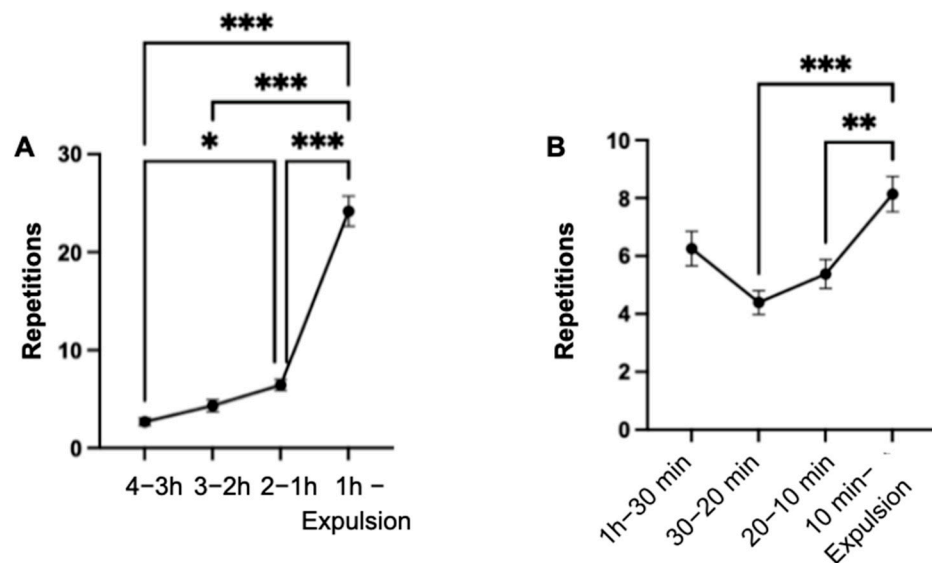 ***
***
*
***
A
30
20
10
0
Repetitions
4–3h
3–2h
2–1h
1h –
Expulsion
***
**
B
10
8
6
4
2
0
Repetitions
1h–30 min
30–20 min
20–10 min
10 min–
Expulsion